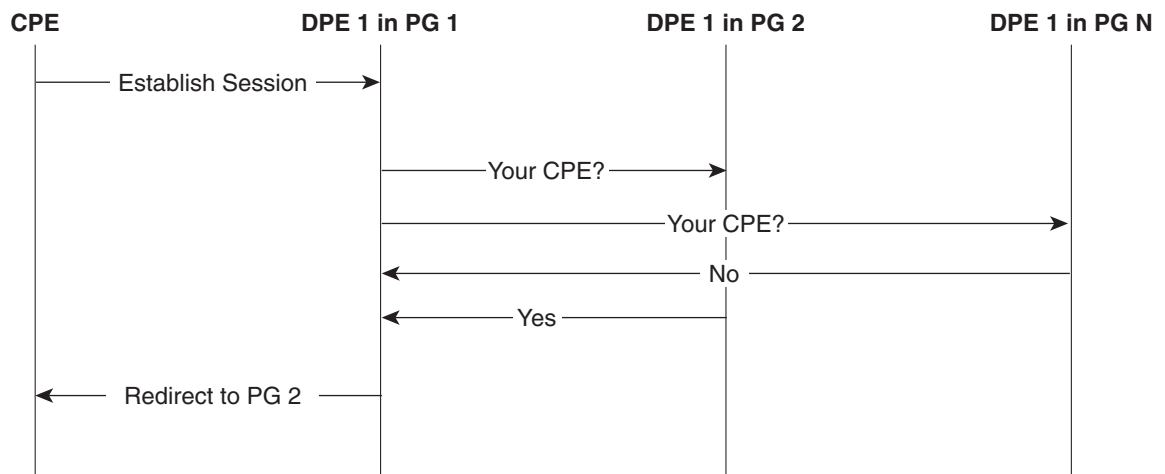 CPE
DPE 1 in PG 1
DPE 1 in PG 2
DPE 1 in PG N
Establish Session
Your CPE?
Your CPE?
No
Yes
Redirect to PG 2